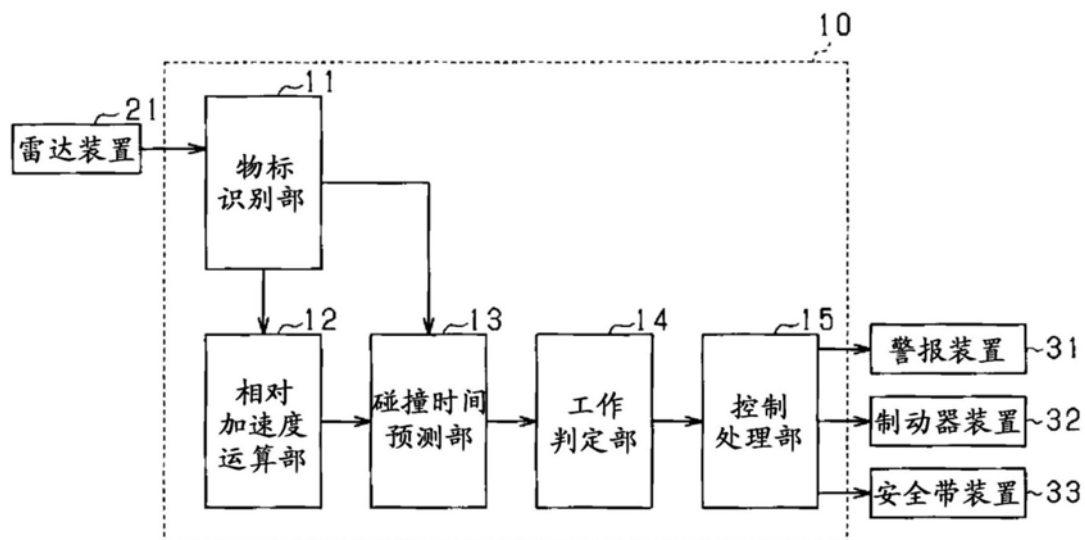 10
11
21
雷达装置
物标
识别部
12
13
14
15
相对
加速度
运算部
碰撞时间
预测部
工作
判定部
控制
处理部
警报装置
31
制动器装置
32
安全带装置
33